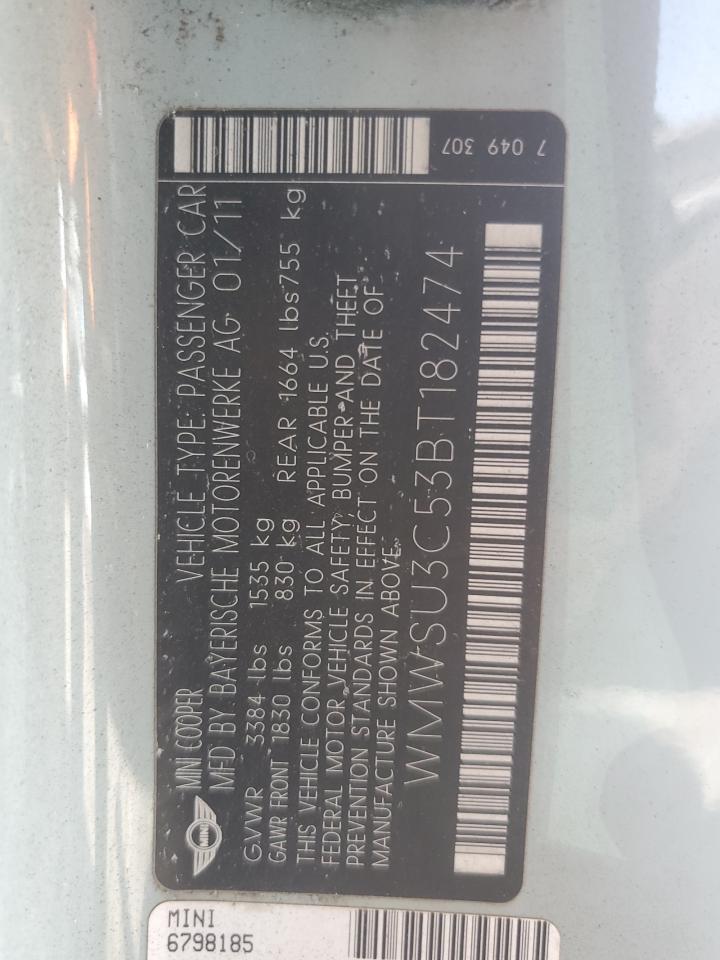 MINI
MINI COOPER VEHICLE TYPE: PASSENGER CAR
MFD BY BAYERISCHE MOTORENWERKE AG 01/11
GVWR 3384 lbs 1535 kg
GAWR FRONT 1830 lbs 830 kg REAR 1664 lbs 755 kg
THIS VEHICLE CONFORMS TO ALL APPLICABLE U.S.
FEDERAL MOTOR VEHICLE SAFETY, BUMPER AND THEFT
PREVENTION STANDARDS IN EFFECT ON THE DATE OF
MANUFACTURE SHOWN ABOVE.
WMWSU3C53BT182474
7 049 307
MINI
6798185